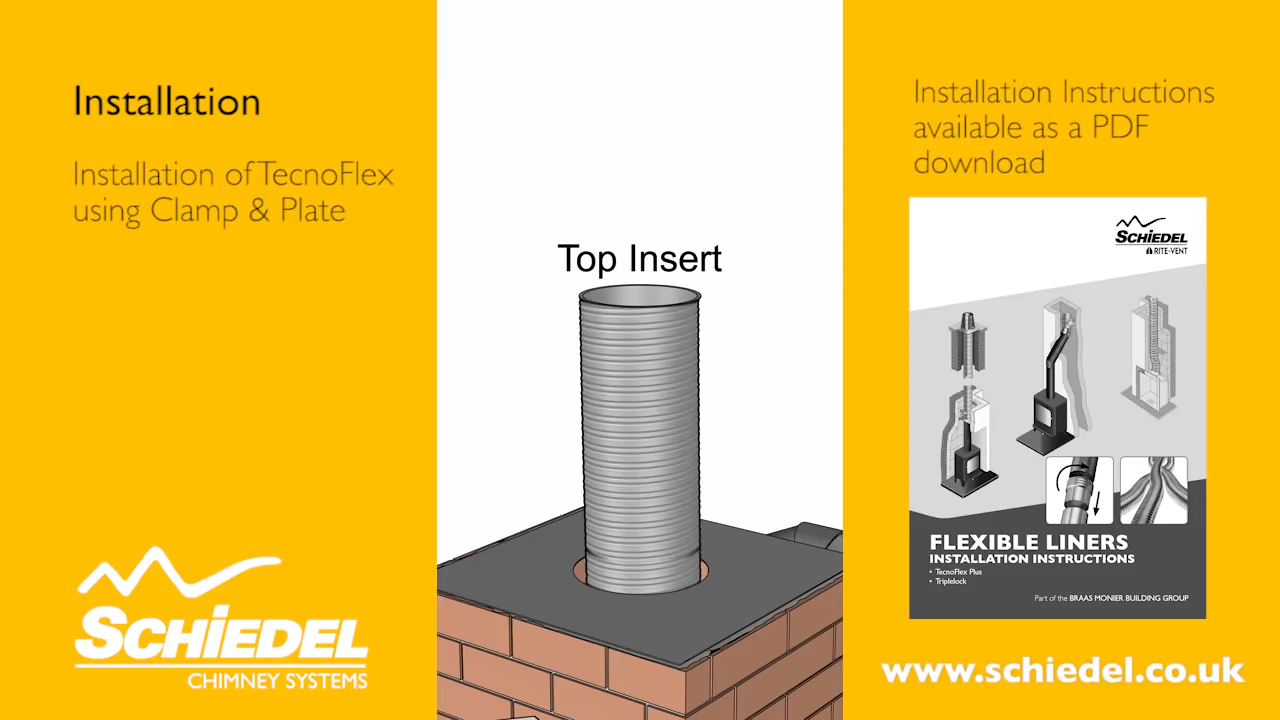 Installation
Installation of TecnoFlex
using Clamp & Plate
SCHIEDEL
CHIMNEY SYSTEMS
Top Insert
Installation Instructions
available as a PDF
download
SCHIEDEL
RITE-VENT
FLEXIBLE LINERS
INSTALLATION INSTRUCTIONS
• TecnoFlex Plus
• Triplelock
Part of the BRAAS MONIER BUILDING GROUP
www.schiedel.co.uk